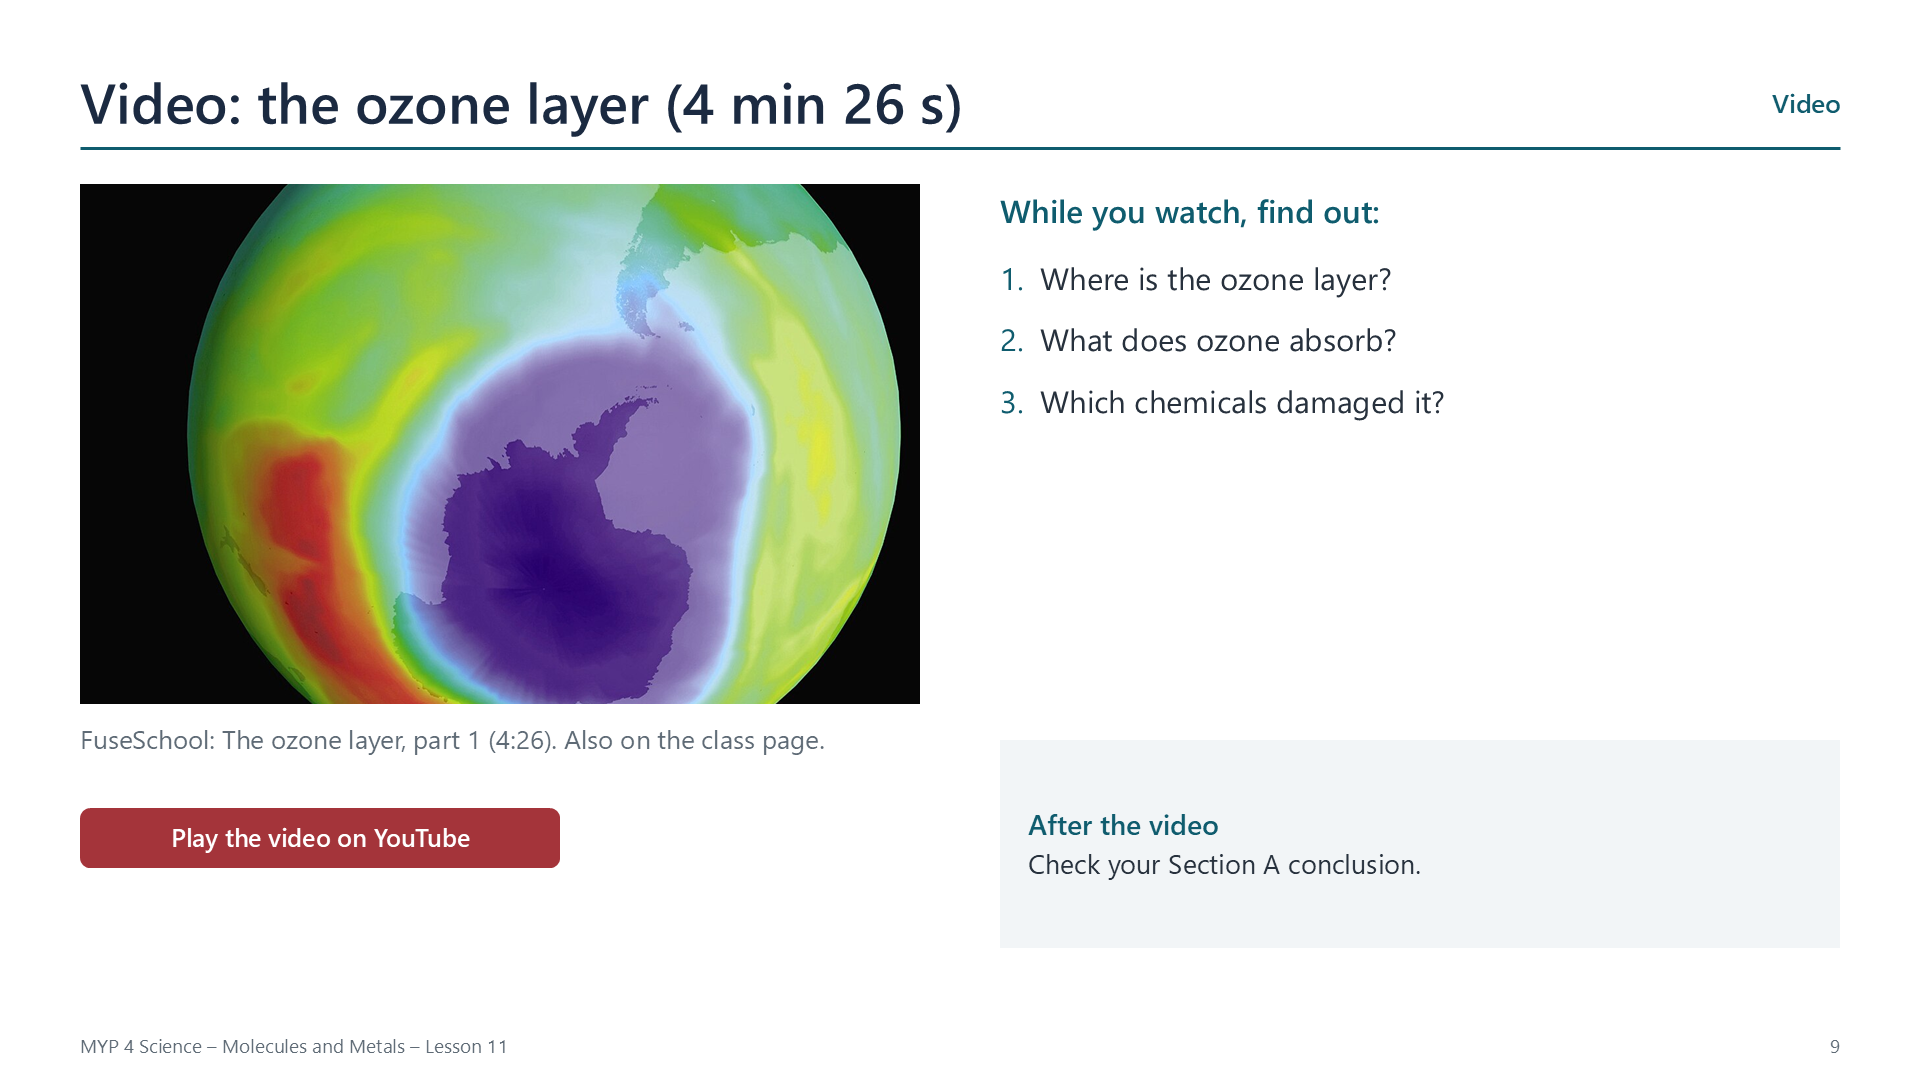 Video: the ozone layer (4 min 26 s)
Video
While you watch, find out:
1. Where is the ozone layer?
2. What does ozone absorb?
3. Which chemicals damaged it?
FuseSchool: The ozone layer, part 1 (4:26). Also on the class page.
Play the video on YouTube
After the video
Check your Section A conclusion.
MYP 4 Science – Molecules and Metals – Lesson 11
9